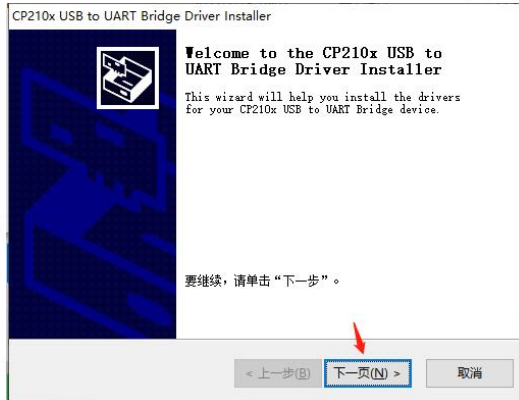 CP210x USB to UART Bridge Driver Installer
Welcome to the CP210x USB to
UART Bridge Driver Installer
This wizard will help you install the drivers
for your CP210x USB to UART Bridge device.
要继续，请单击“下一步”。
< 上一步(B)
下一页(N) >
取消